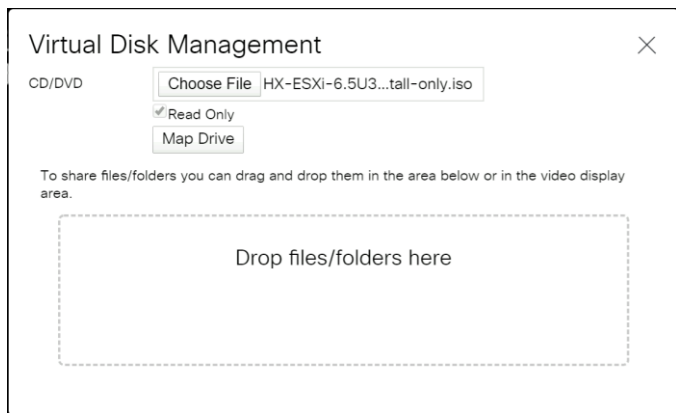 Virtual Disk Management
CD/DVD Choose File HX-ESXi-6.5U3...tall-only.iso
Read Only
Map Drive
To share files/folders you can drag and drop them in the area below or in the video display
area.
Drop files/folders here